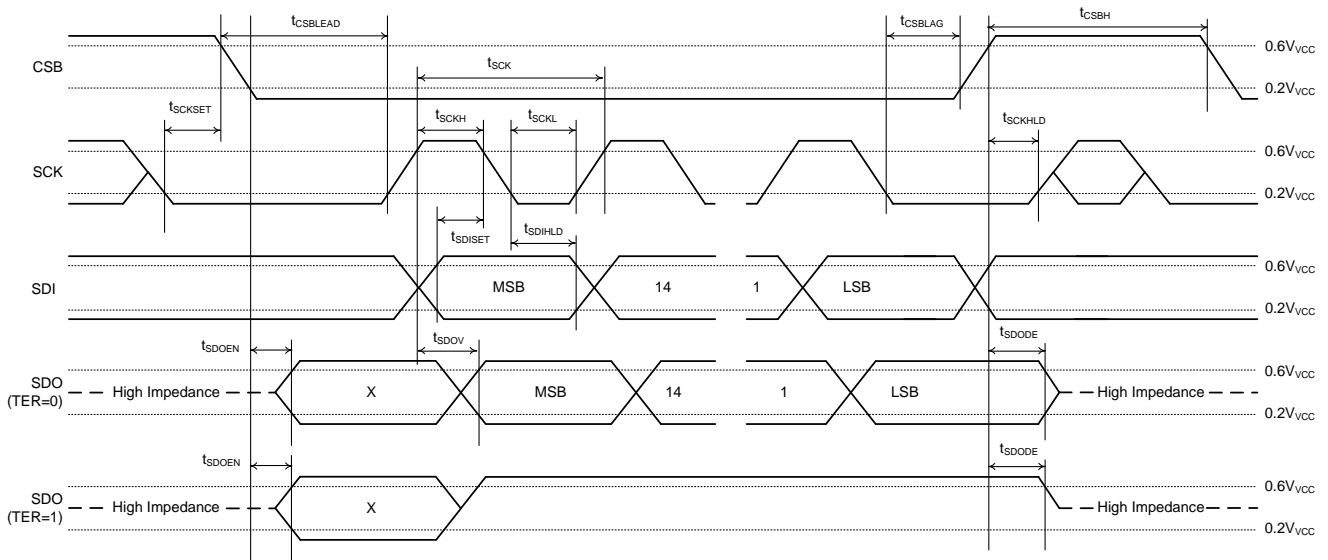 tCSBLEAD
tCSBLAG
tCSBH
CSB
0.6VVCC
0.2VVCC
tSCK
tSCKSET
tSCKH
tSCKL
tSCKHLD
SCK
0.6VVCC
0.2VVCC
tSDISET
tSDIHLD
SDI
MSB
14
1
LSB
0.6VVCC
0.2VVCC
tSDOEN
tSDOV
tSDODE
SDO
(TER=0)
High Impedance
X
MSB
14
1
LSB
High Impedance
0.6VVCC
0.2VVCC
tSDOEN
tSDODE
SDO
(TER=1)
High Impedance
X
High Impedance
0.6VVCC
0.2VVCC